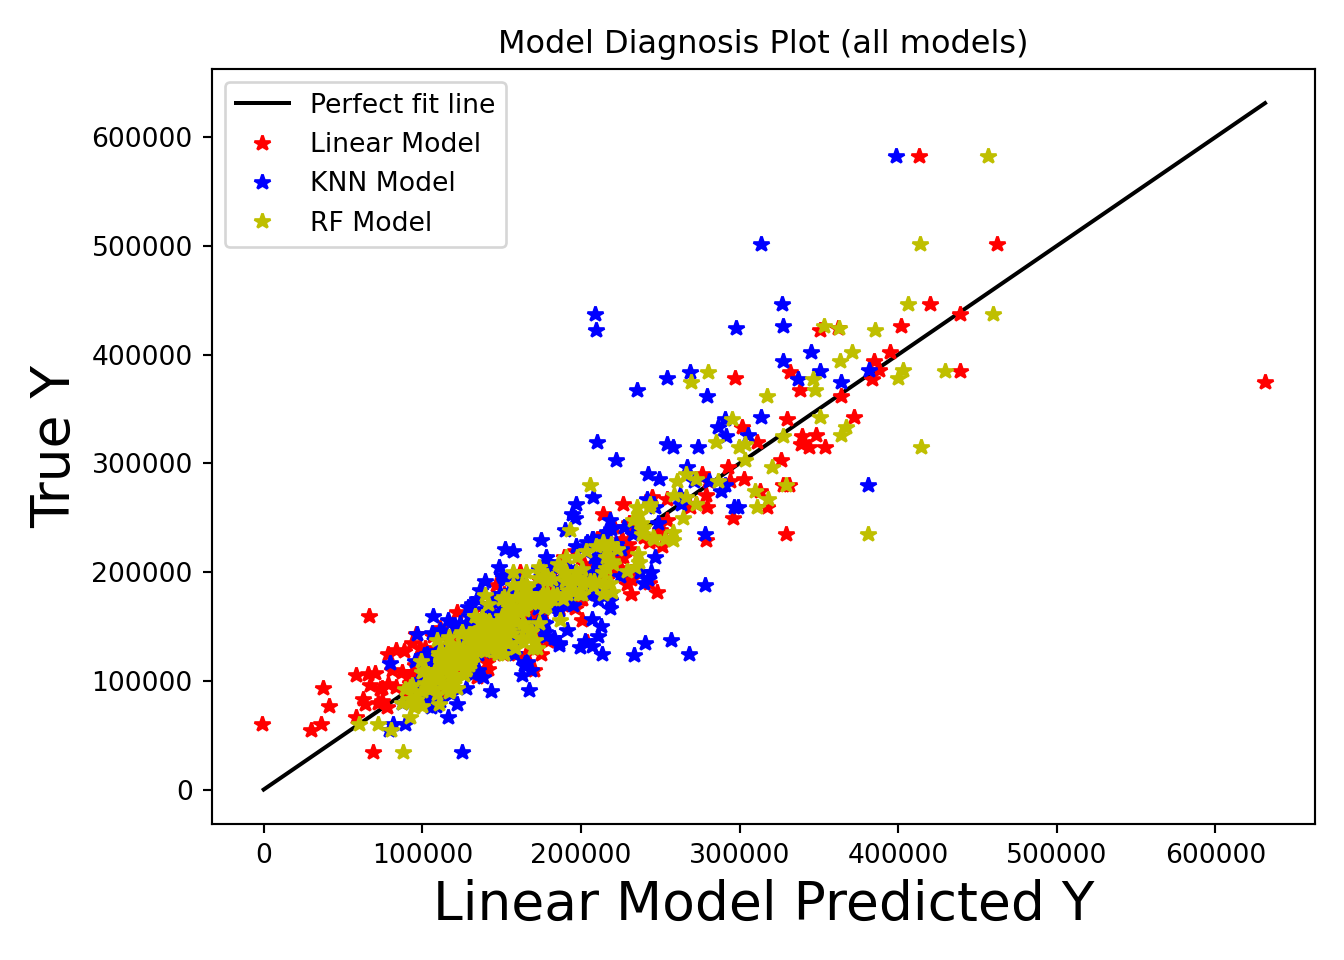 Model Diagnosis Plot (all models)
Perfect fit line
Linear Model
KNN Model
RF Model
True Y
600000
500000
400000
300000
200000
100000
0
0 100000 200000 300000 400000 500000 600000
Linear Model Predicted Y